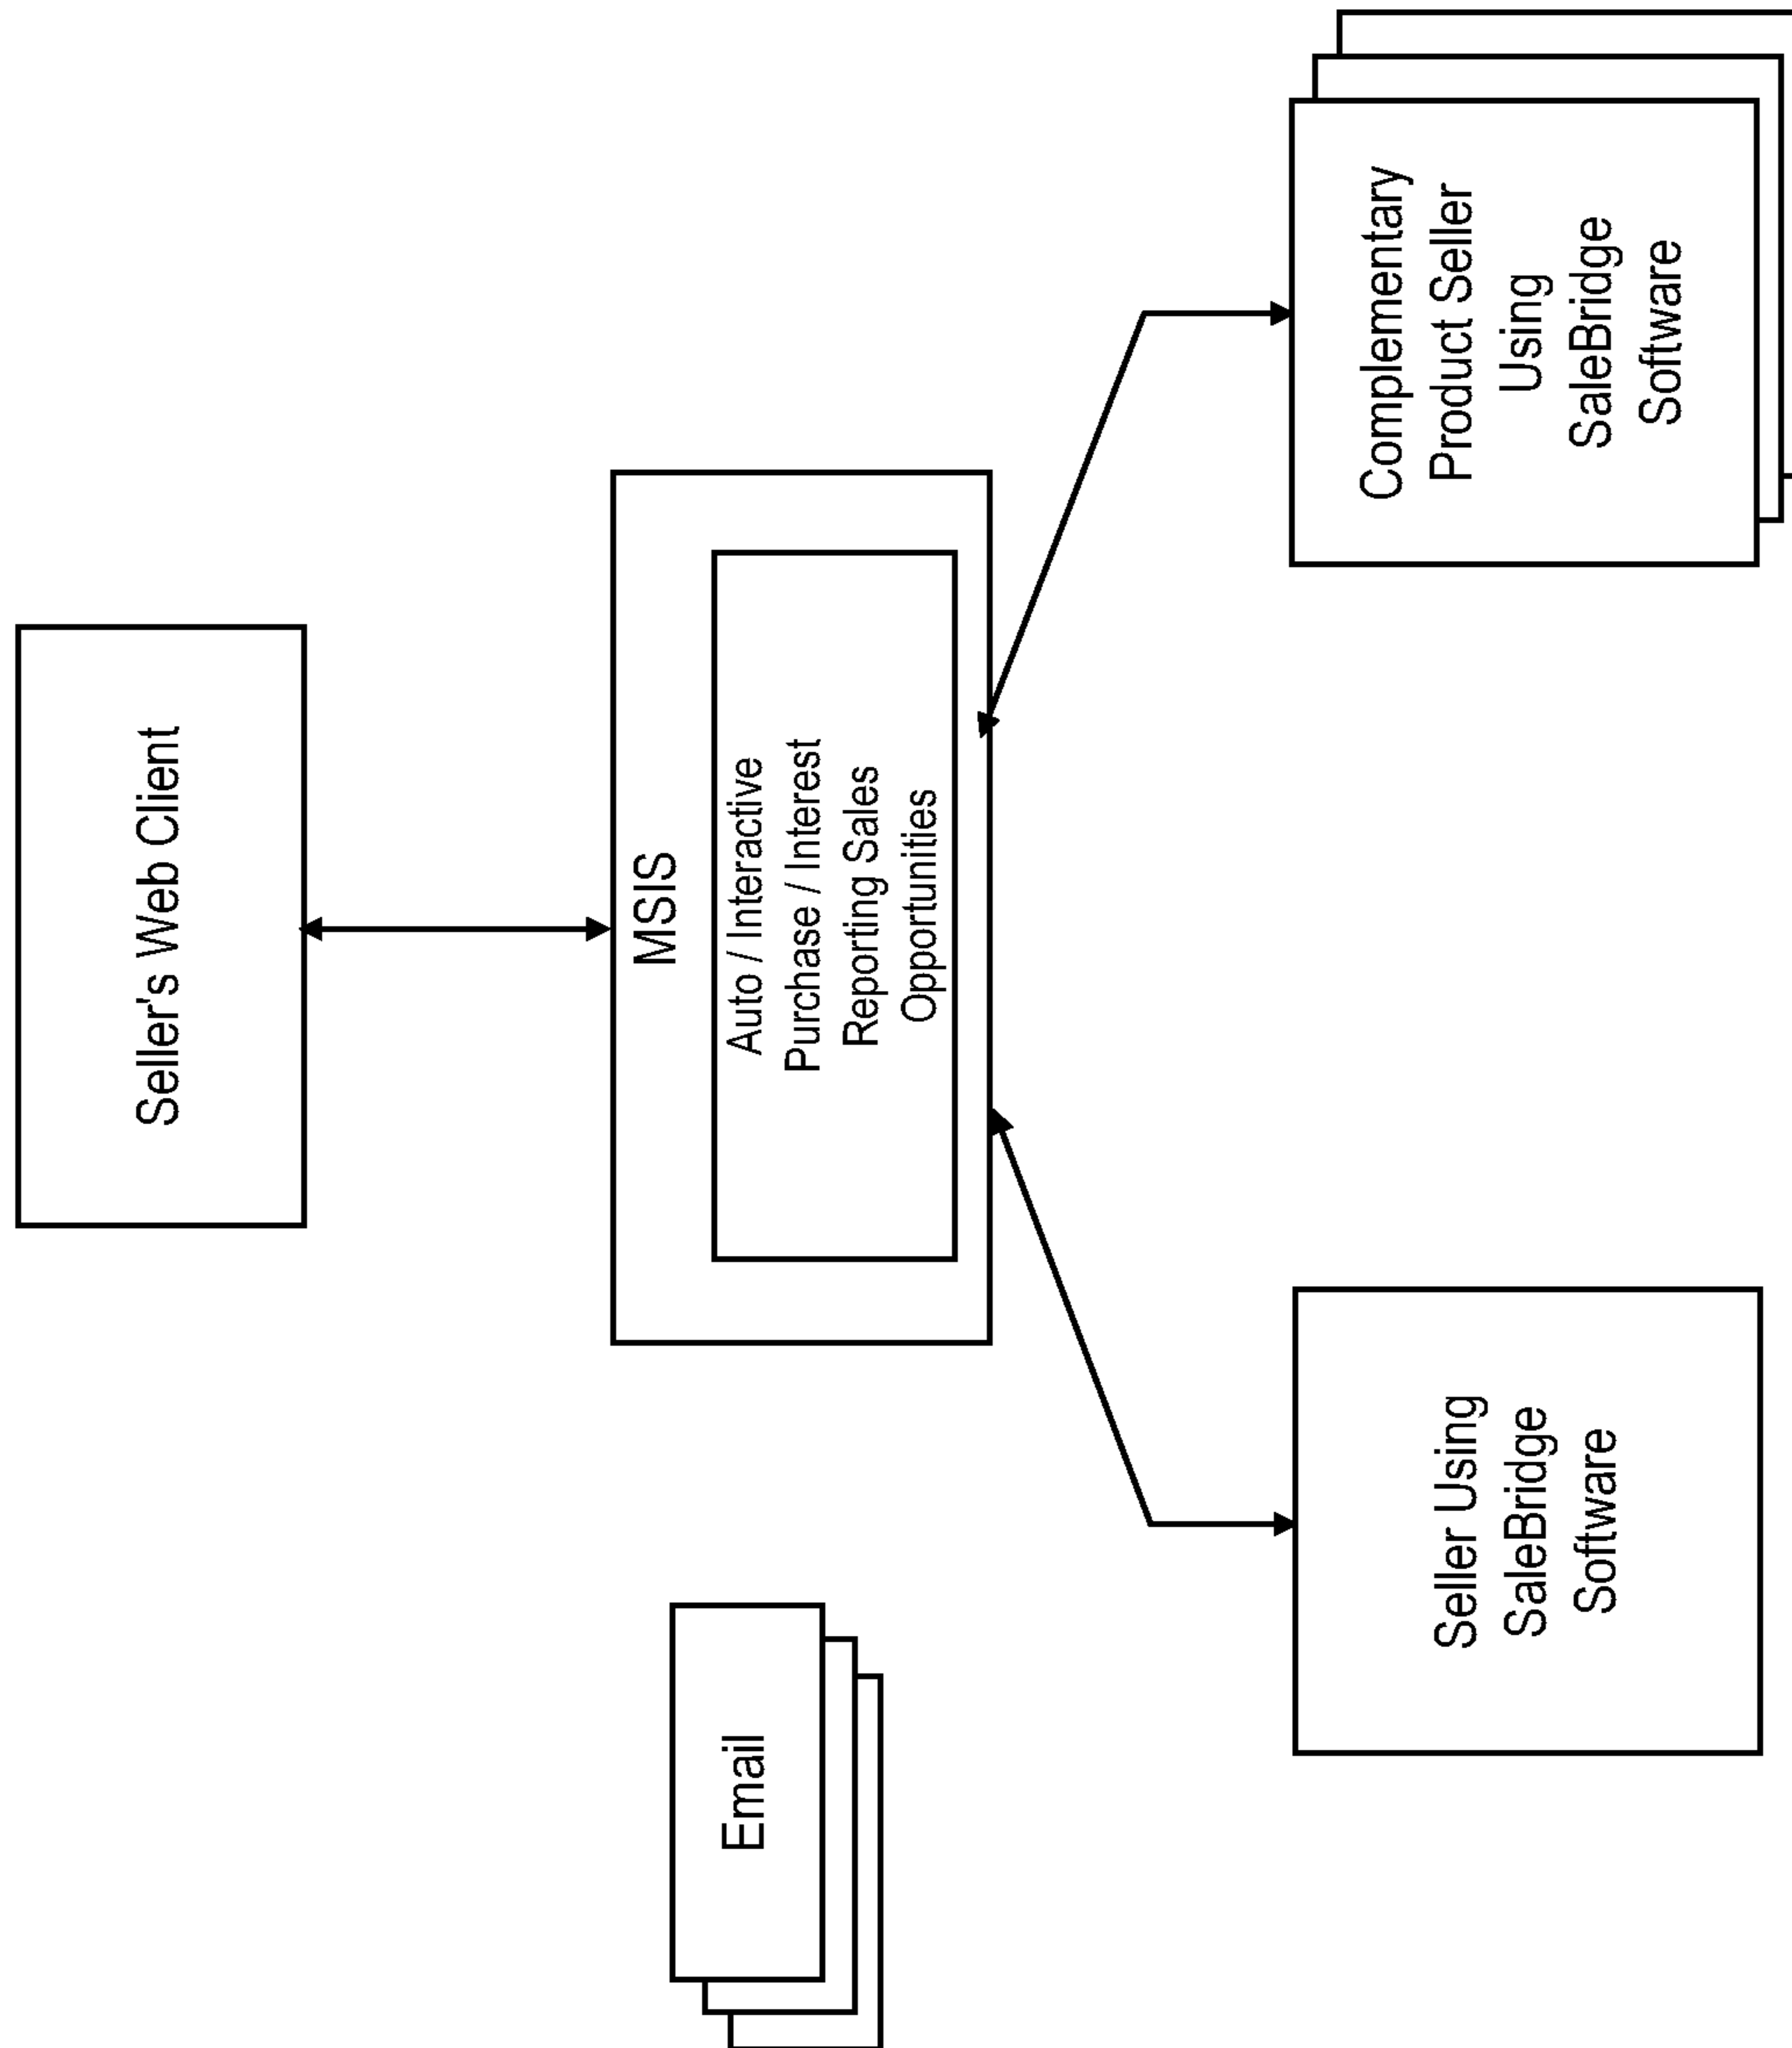 Seller's Web Client
MSIS
Auto / Interactive
Purchase / Interest
Reporting Sales
Opportunities
Email
Seller Using
SaleBridge
Software
Complementary
Product Seller
Using
SaleBridge
Software